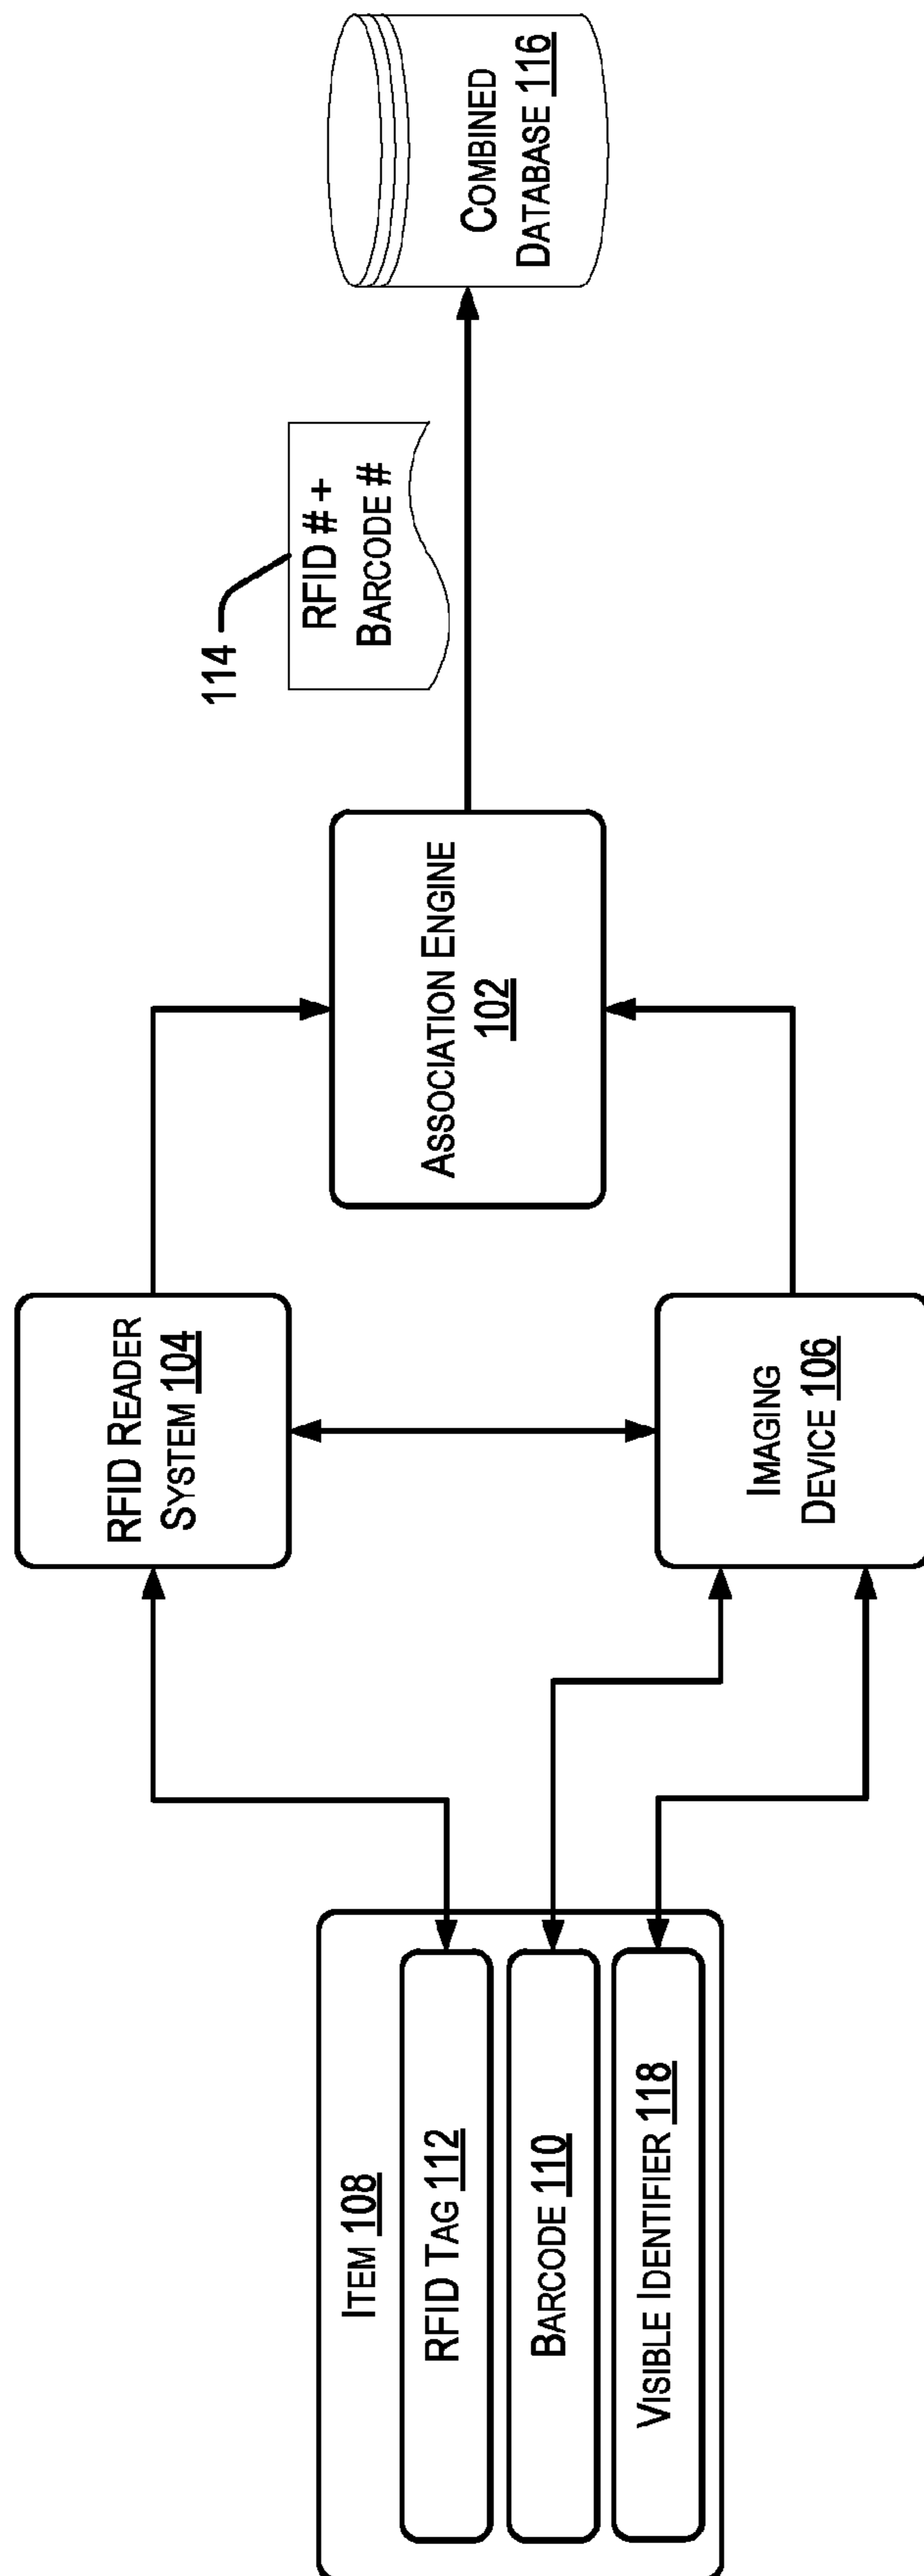 ITEM 108
RFID TAG 112
BARCODE 110
VISIBLE IDENTIFIER 118
RFID READER
SYSTEM 104
IMAGING
DEVICE 106
ASSOCIATION ENGINE
102
114
RFID # +
BARCODE #
COMBINED
DATABASE 116